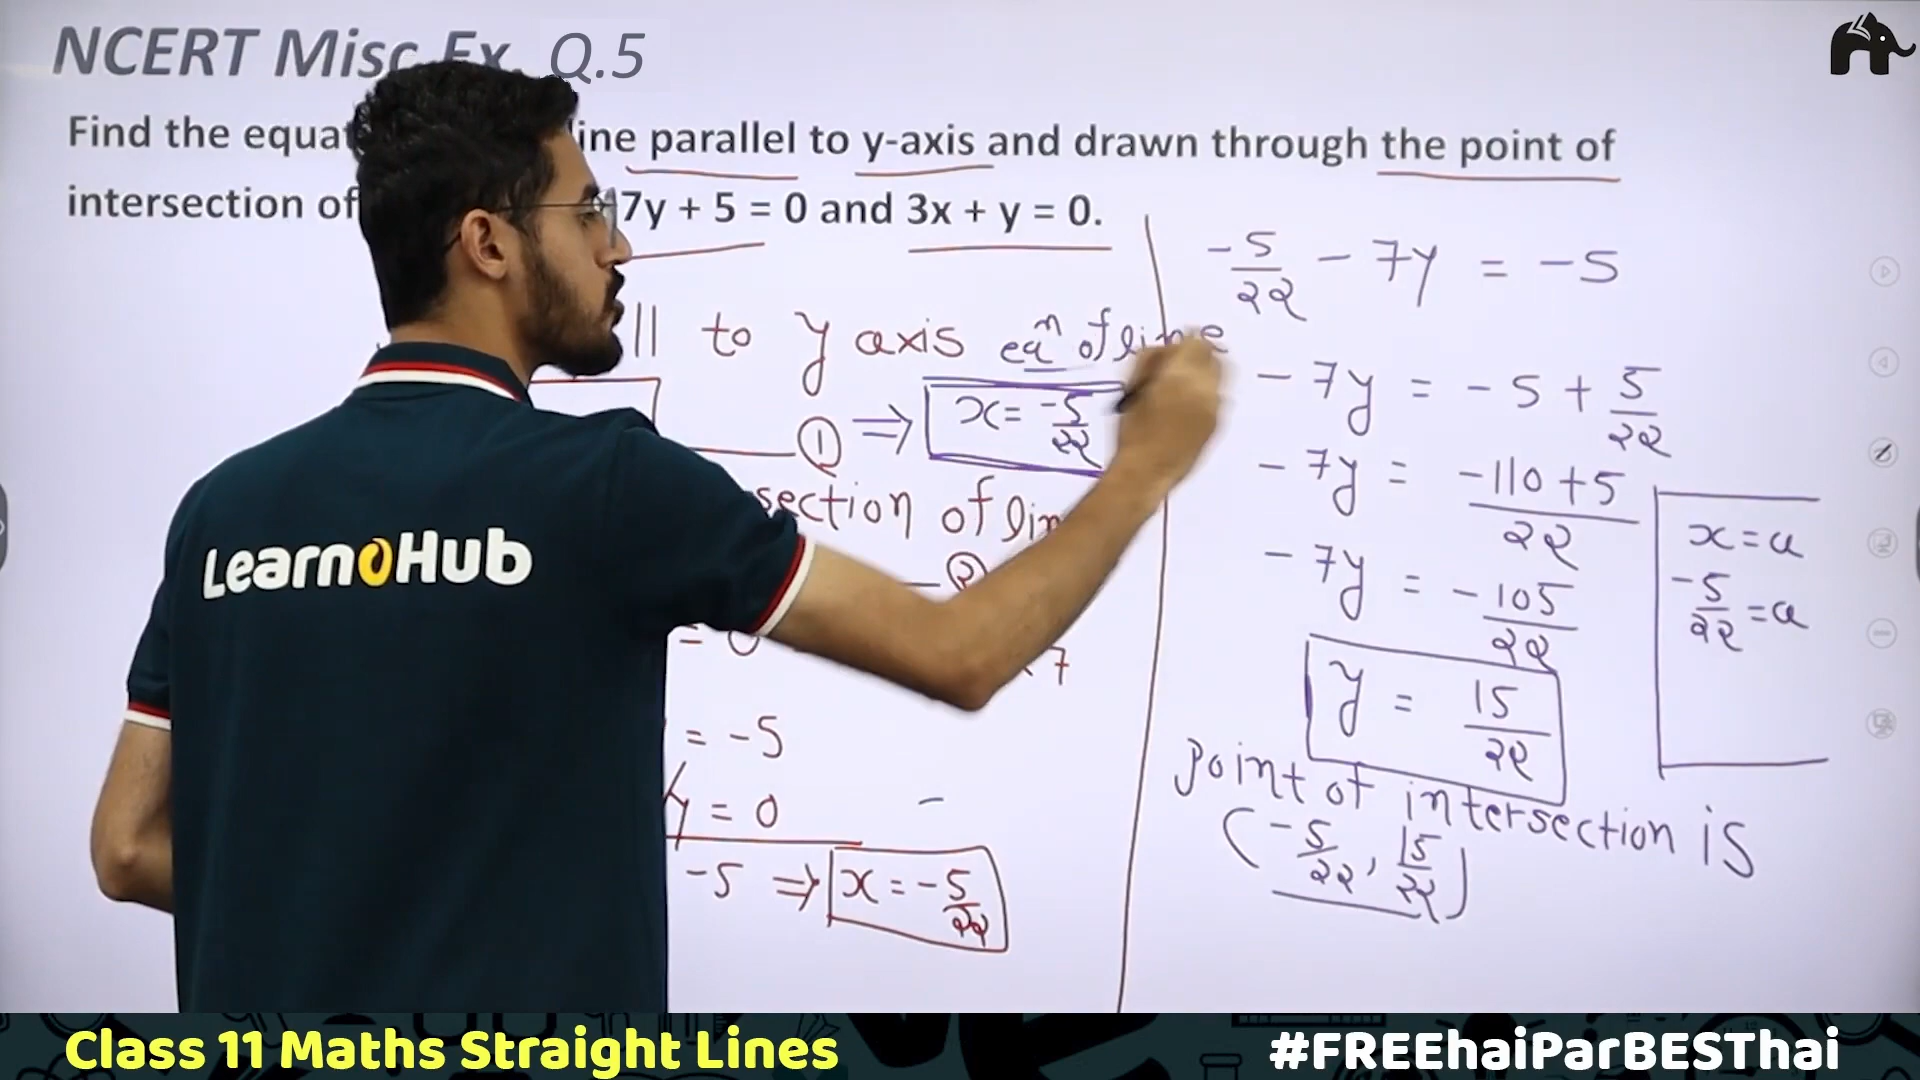 NCERT Misc Ex. Q.5
Find the equat ine parallel to y-axis and drawn through the point of
intersection of 7y + 5 = 0 and 3x + y = 0.
|| to y axis eqⁿ of line
① ⇒ x = -5/22
section of lin
②
= 0
x 7
= -5
y = 0
-
-5 ⇒ x = -5/22
-5/22 - 7y = -5
- 7y = -5 + 5/22
- 7y = -110 + 5/22
- 7y = -105/22
y = 15/22
x = a
-5/22 = a
Point of intersection is
(-5/22, 15/22)
LearnoHub
Class 11 Maths Straight Lines
#FREEhaiParBESThai